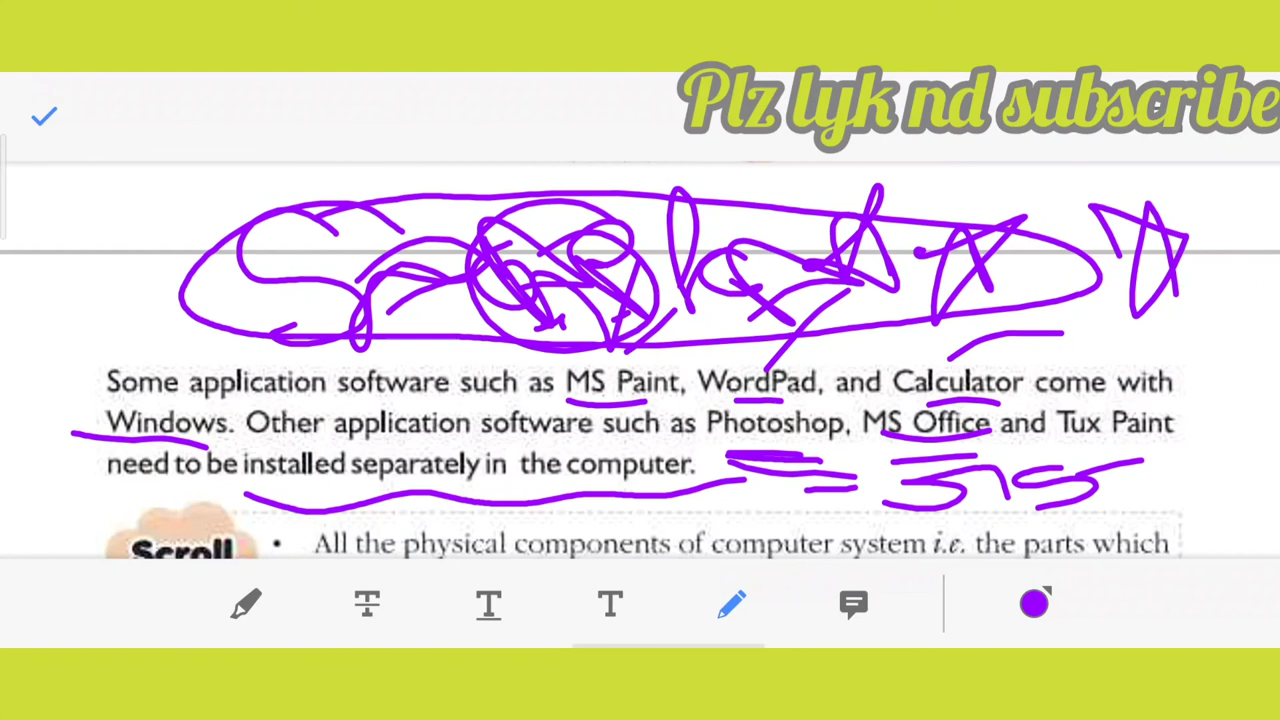 Plz lyk nd subscribe
Some application software such as MS Paint, WordPad, and Calculator come with
Windows. Other application software such as Photoshop, MS Office and Tux Paint
need to be installed separately in the computer.
Scroll
• All the physical components of computer system i.e. the parts which
T T T